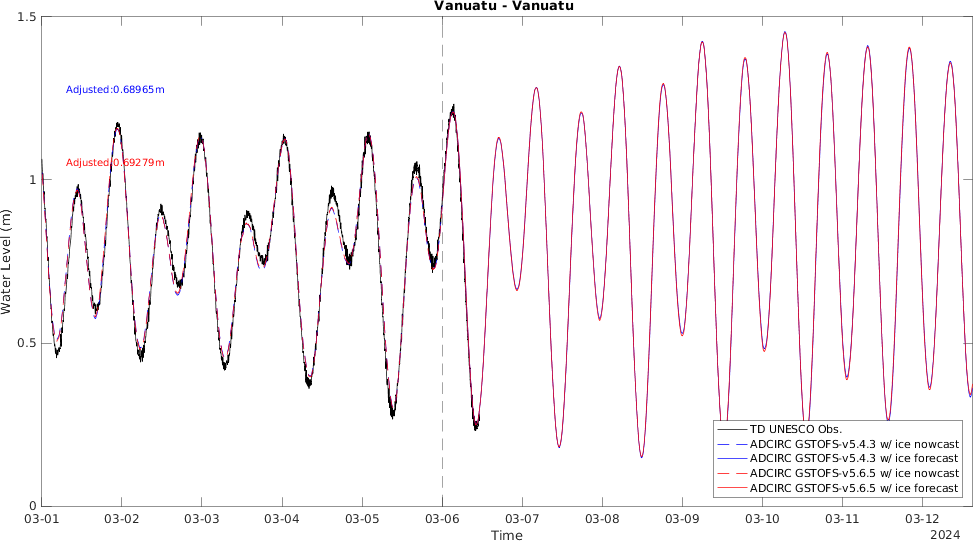 Vanuatu - Vanuatu
1.5
Adjusted:0.68965m
Adjusted:0.69279m
1
Water Level (m)
0.5
TD UNESCO Obs.
ADCIRC GSTOFS-v5.4.3 w/ ice nowcast
ADCIRC GSTOFS-v5.4.3 w/ ice forecast
ADCIRC GSTOFS-v5.6.5 w/ ice nowcast
ADCIRC GSTOFS-v5.6.5 w/ ice forecast
0
03-01 03-02 03-03 03-04 03-05 03-06 03-07 03-08 03-09 03-10 03-11 03-12
Time
2024